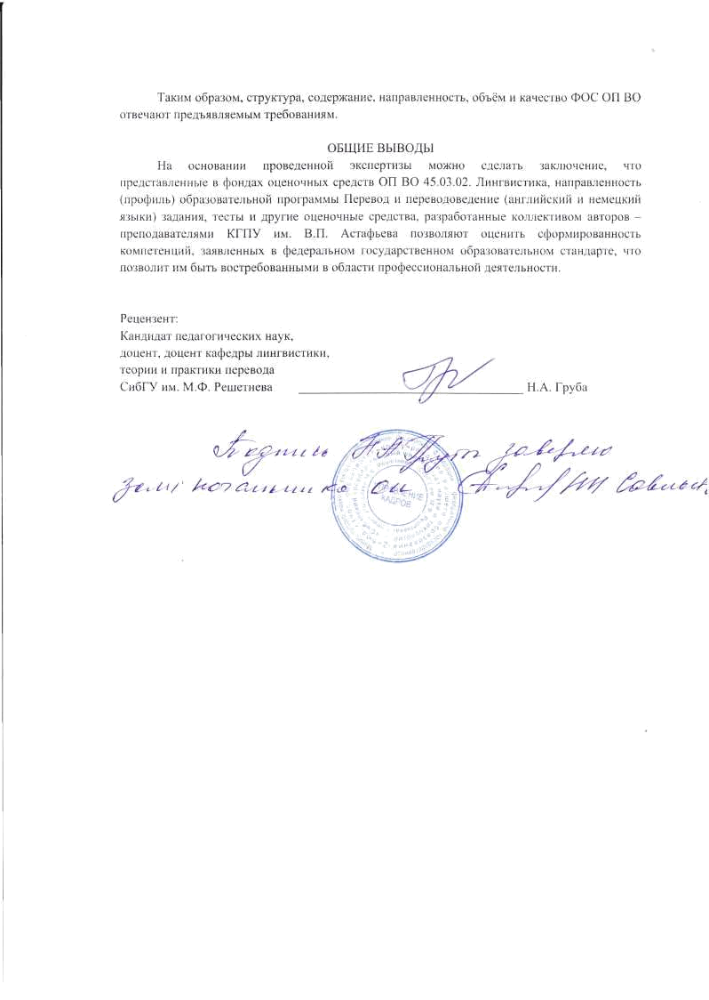 Таким образом, структура, содержание, направленность, объём и качество ФОС ОП ВО
отвечают предъявляемым требованиям.
ОБЩИЕ ВЫВОДЫ
На основании проведенной экспертизы можно сделать заключение, что
представленные в фондах оценочных средств ОП ВО 45.03.02. Лингвистика, направленность
(профиль) образовательной программы Перевод и переводоведение (английский и немецкий
языки) задания, тесты и другие оценочные средства, разработанные коллективом авторов –
преподавателями КГПУ им. В.П. Астафьева позволяют оценить сформированность
компетенций, заявленных в федеральном государственном образовательном стандарте, что
позволит им быть востребованными в области профессиональной деятельности.
Рецензент:
Кандидат педагогических наук,
доцент, доцент кафедры лингвистики,
теории и практики перевода
СибГУ им. М.Ф. Решетнева Н.А. Груба
Подпись Н.А. Груба заверяю
зам. начальника
КАДРОВ